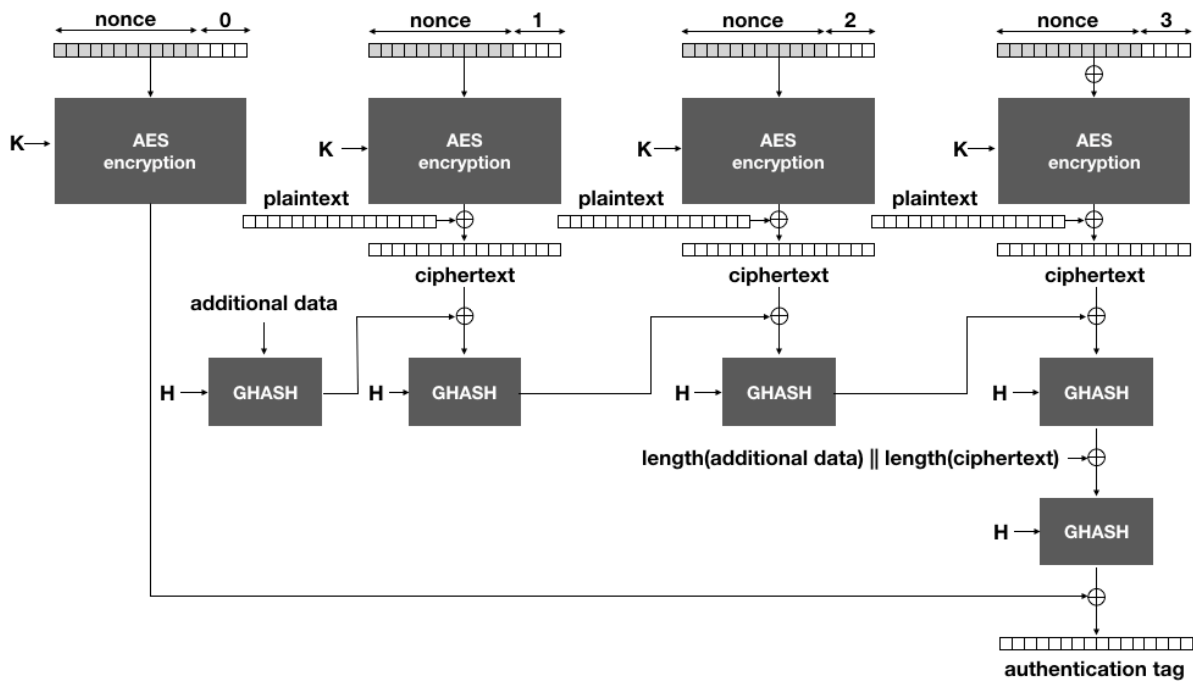 nonce 0 nonce 1 nonce 2 nonce 3
K AES encryption
K AES encryption
K AES encryption
K AES encryption
plaintext plaintext plaintext
ciphertext ciphertext ciphertext
additional data
H GHASH H GHASH H GHASH H GHASH
length(additional data) || length(ciphertext)
H GHASH
authentication tag